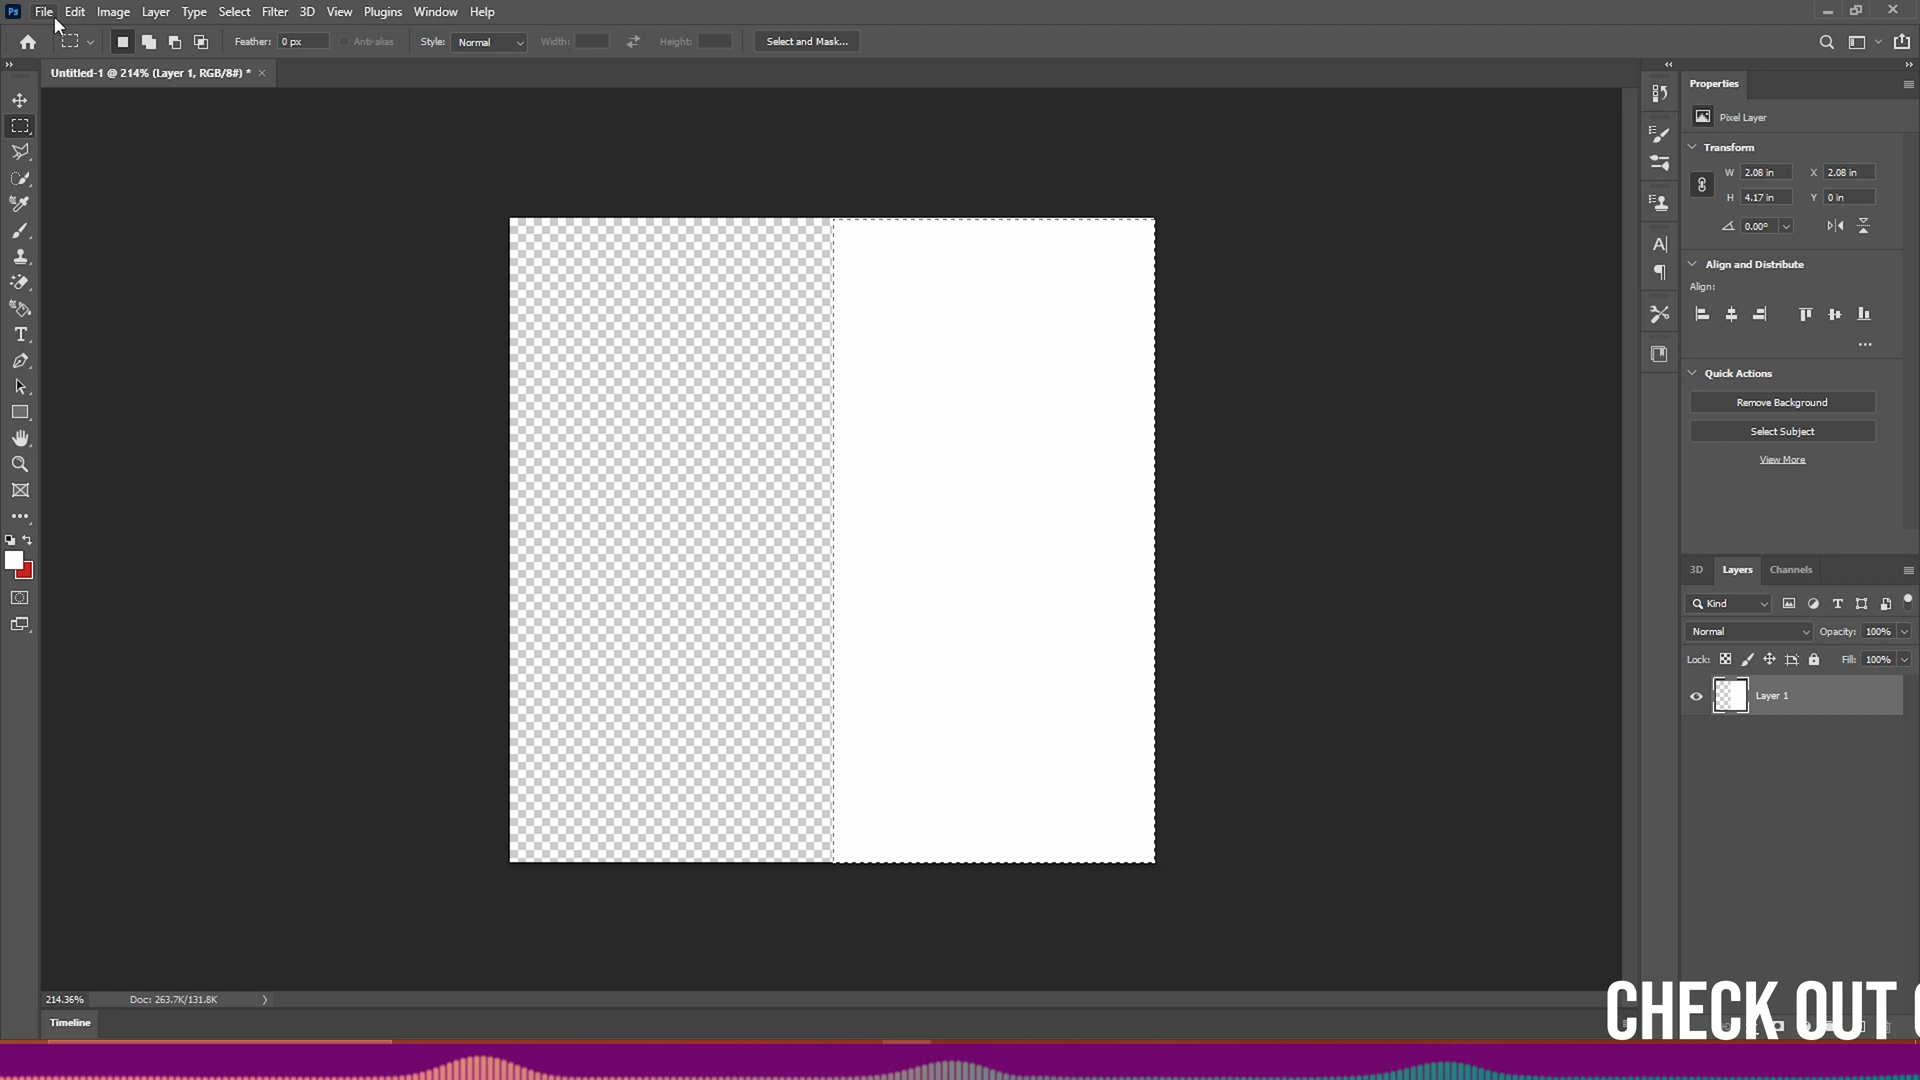 Ps File Edit Image Layer Type Select Filter 3D View Plugins Window Help
Feather: 0 px Anti-alias Style: Normal Width: Height: Select and Mask...
Untitled-1 @ 214% (Layer 1, RGB/8#) * ×
Properties
Pixel Layer
Transform
W 2.08 in X 2.08 in
H 4.17 in Y 0 in
0.00°
Align and Distribute
Align:
Quick Actions
Remove Background
Select Subject
View More
3D Layers Channels
Kind
Normal Opacity: 100%
Lock: Fill: 100%
Layer 1
214.36% Doc: 263.7K/131.8K
Timeline
CHECK OUT